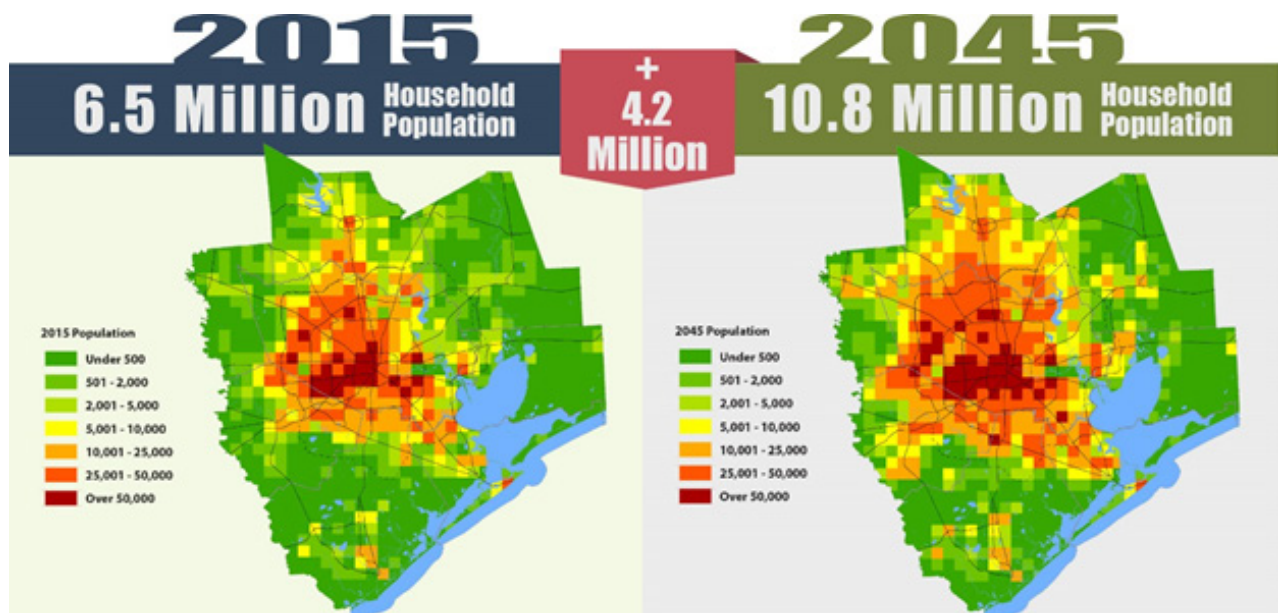 2015
6.5 Million Household
Population
+
4.2
Million
2045
10.8 Million Household
Population
2015 Population
Under 500
501 - 2,000
2,001 - 5,000
5,001 - 10,000
10,001 - 25,000
25,001 - 50,000
Over 50,000
2045 Population
Under 500
501 - 2,000
2,001 - 5,000
5,001 - 10,000
10,001 - 25,000
25,001 - 50,000
Over 50,000